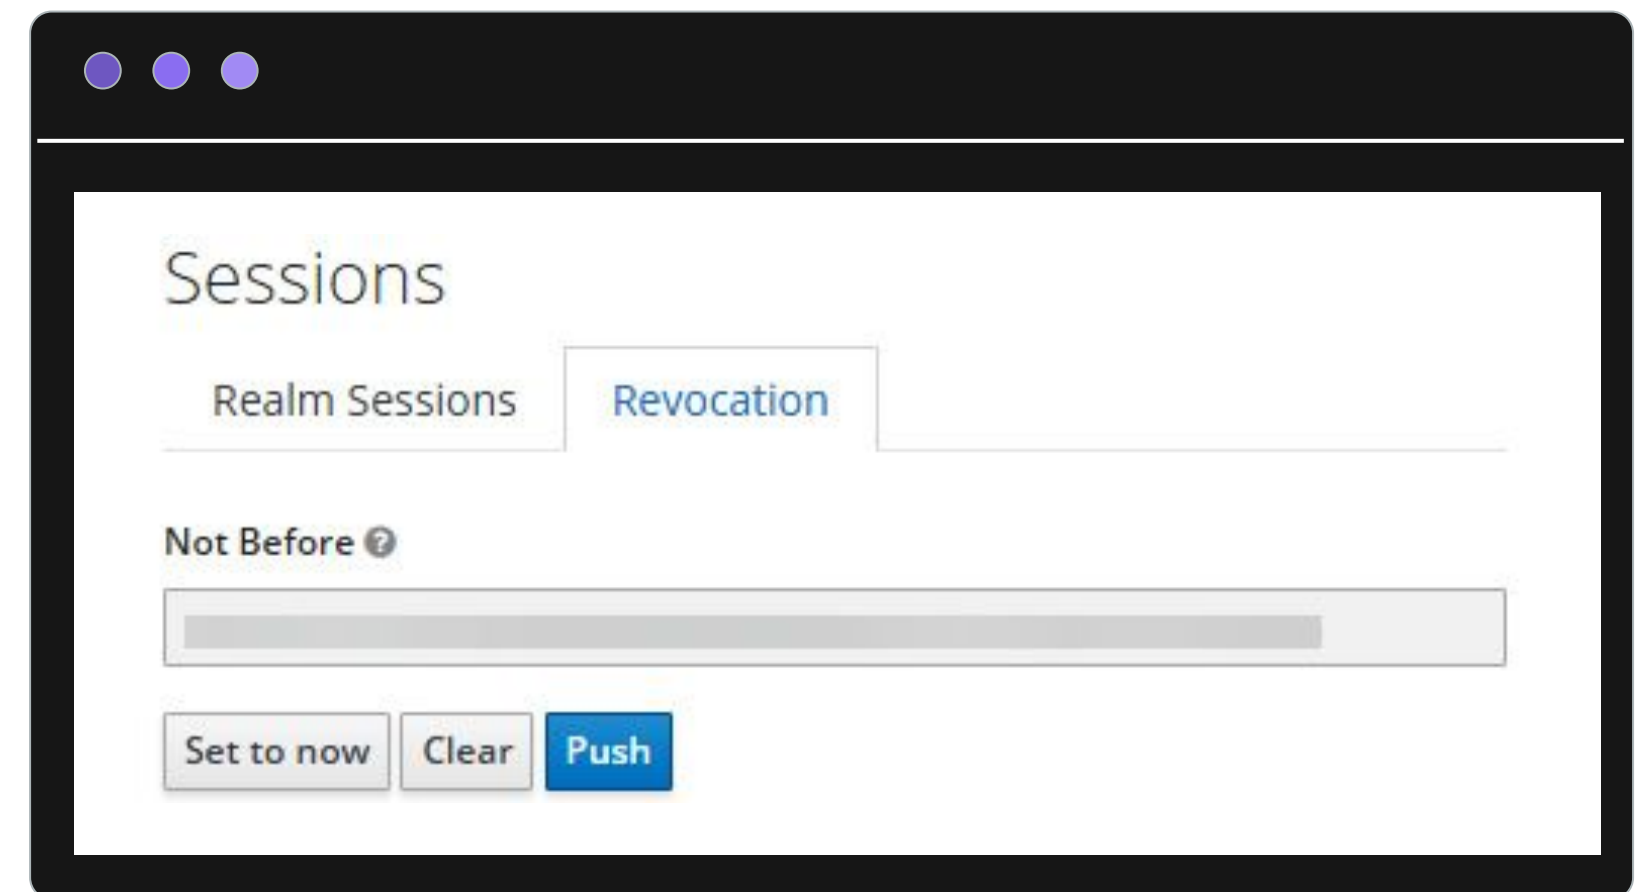 Sessions
Realm Sessions Revocation
Not Before
Set to now Clear Push